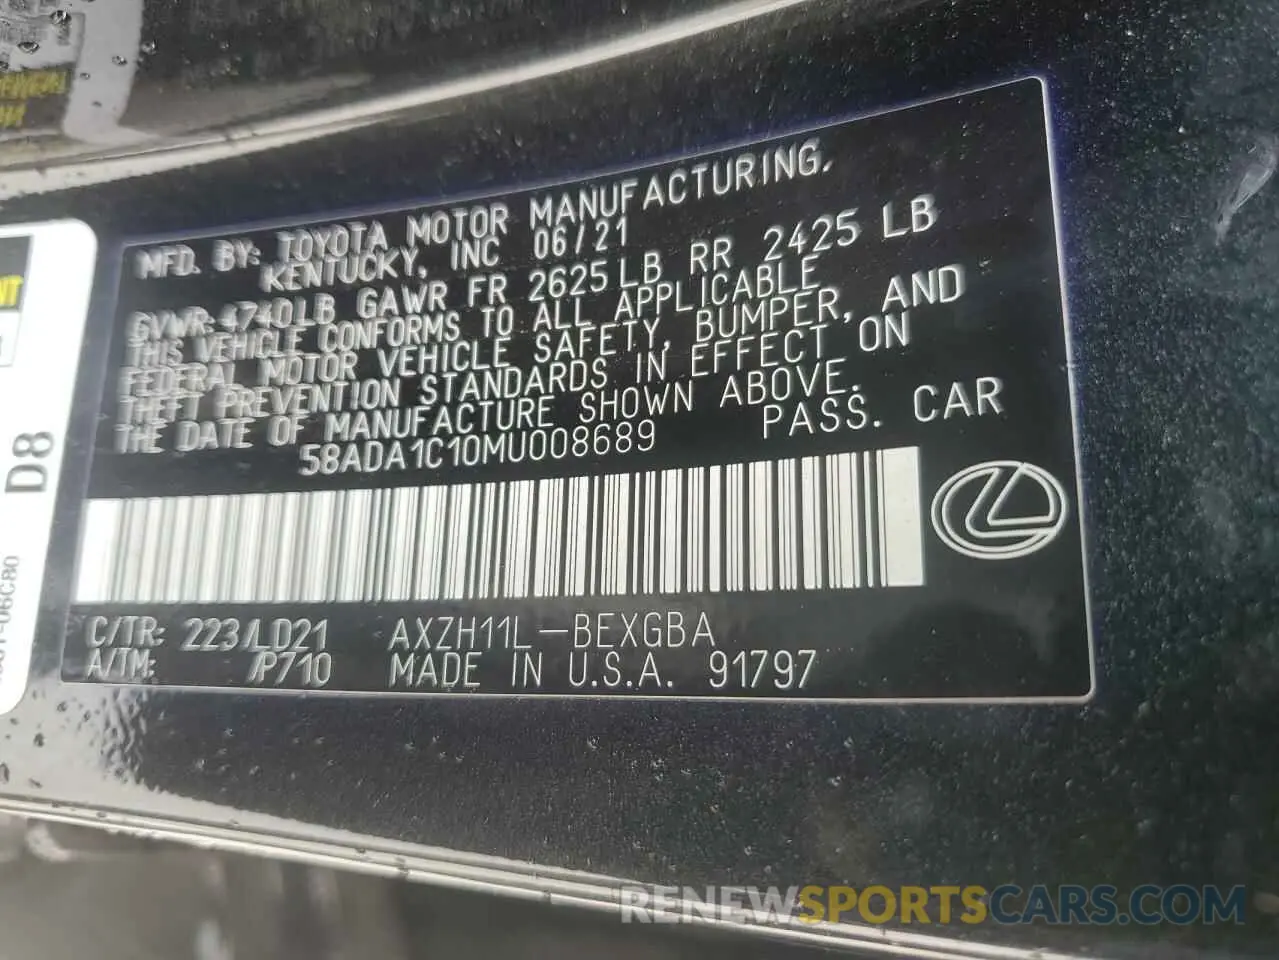 MFD. BY: TOYOTA MOTOR MANUFACTURING,
KENTUCKY, INC 06/21
GVWR: 4740LB GAWR FR 2625 LB RR 2425 LB
THIS VEHICLE CONFORMS TO ALL APPLICABLE
FEDERAL MOTOR VEHICLE SAFETY, BUMPER, AND
THEFT PREVENTION STANDARDS IN EFFECT ON
THE DATE OF MANUFACTURE SHOWN ABOVE.
58ADA1C10MU008689 PASS. CAR
C/TR: 223/LD21 AXZH11L-BEXGBA
A/TM: /P710 MADE IN U.S.A. 91797
D8
RENEWSPORTSCARS.COM